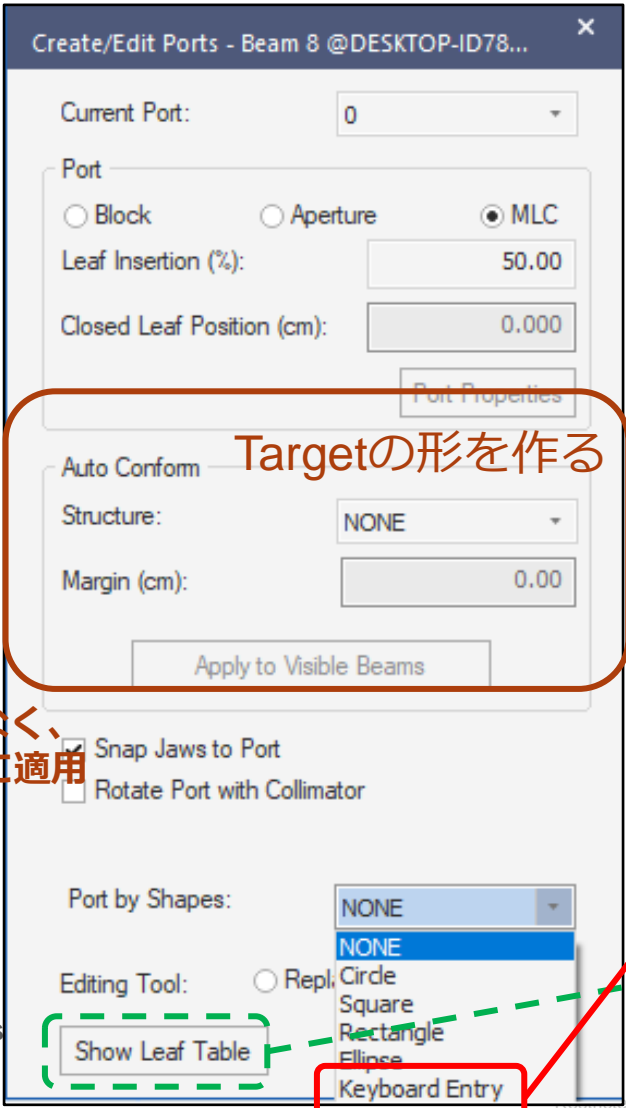 Create/Edit Ports - Beam 8 @DESKTOP-ID78... ×
Current Port: 0
Port
Block Aperture MLC
Leaf Insertion (%): 50.00
Closed Leaf Position (cm): 0.000
Port Properties
Targetの形を作る
Auto Conform
Structure: NONE
Margin (cm): 0.00
Apply to Visible Beams
く、
Snap Jaws to Port
適用
Rotate Port with Collimator
Port by Shapes: NONE
NONE
Editing Tool: Repl
Circle
Square
Rectangle
Ellipse
s
Show Leaf Table
Keyboard Entry